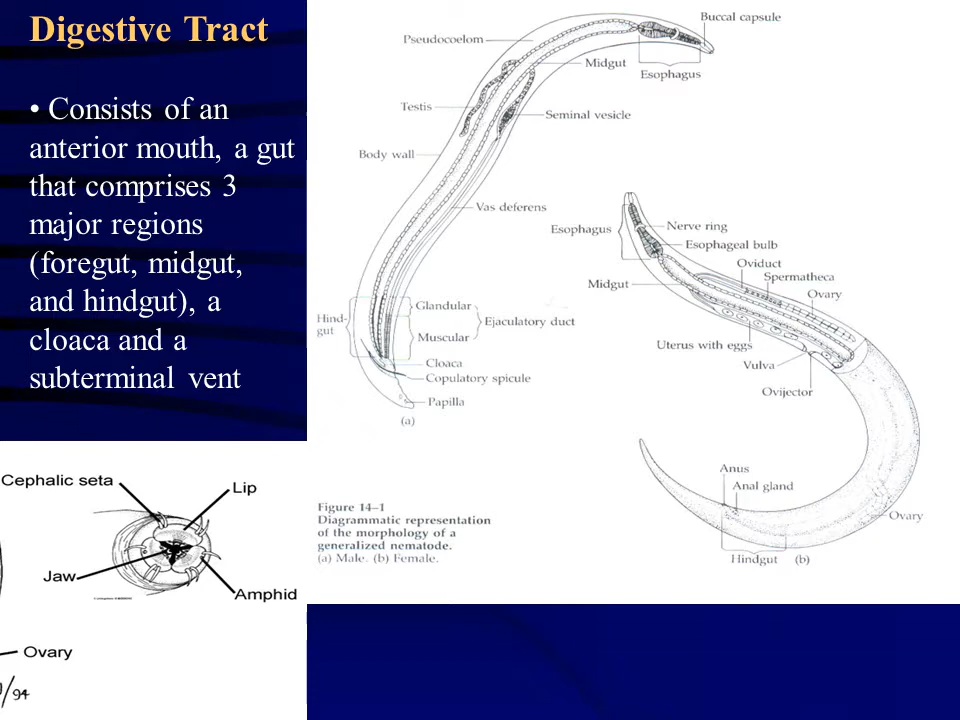 Digestive Tract
• Consists of an
anterior mouth, a gut
that comprises 3
major regions
(foregut, midgut,
and hindgut), a
cloaca and a
subterminal vent
Buccal capsule
Pseudocoelom
Midgut
Esophagus
Testis
Seminal vesicle
Body wall
Vas deferens
Hind-
gut
Glandular
Muscular
Ejaculatory duct
Cloaca
Copulatory spicule
Papilla
(a)
Esophagus
Nerve ring
Esophageal bulb
Oviduct
Spermatheca
Midgut
Ovary
Uterus with eggs
Vulva
Ovijector
Anus
Anal gland
Ovary
Hindgut
(b)
Figure 14–1
Diagrammatic representation
of the morphology of a
generalized nematode.
(a) Male. (b) Female.
Cephalic seta
Lip
Jaw
Amphid
Ovary
/94